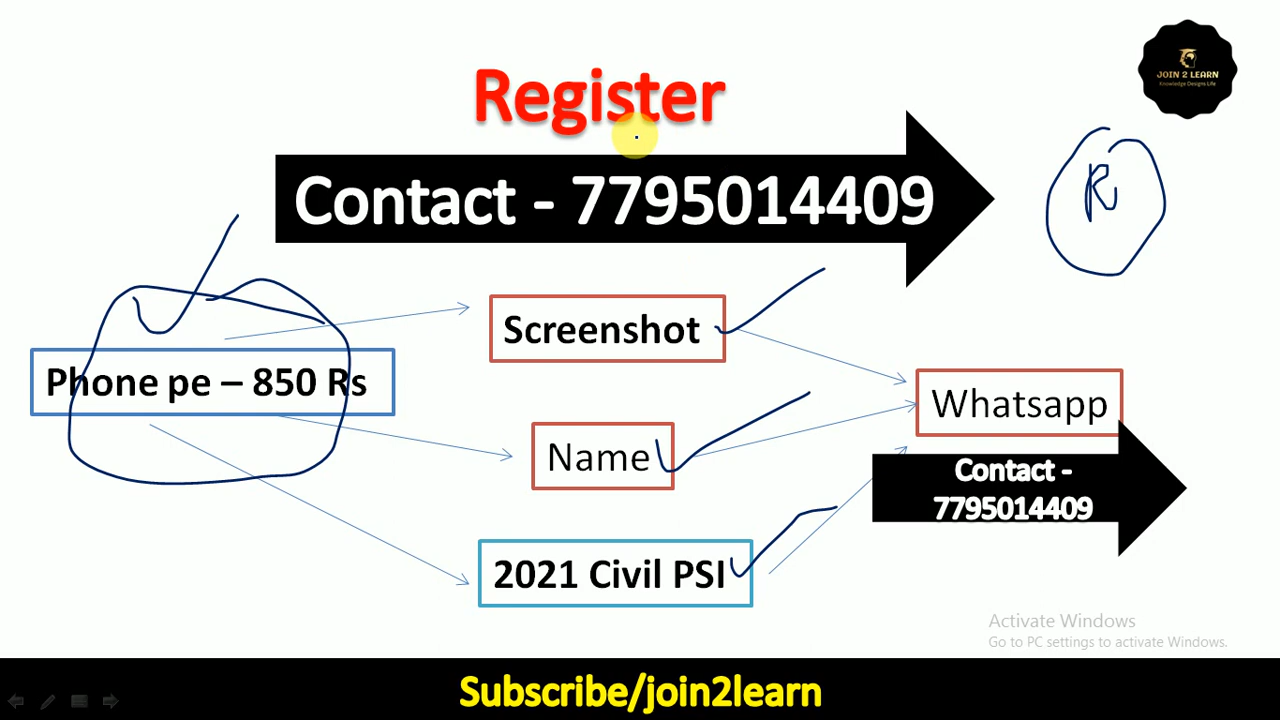 JOIN 2 LEARN
Knowledge Designs Life
Register
Contact - 7795014409
R
Phone pe – 850 Rs
Screenshot
Name
2021 Civil PSI
Whatsapp
Contact -
7795014409
Activate Windows
Go to PC settings to activate Windows.
Subscribe/join2learn